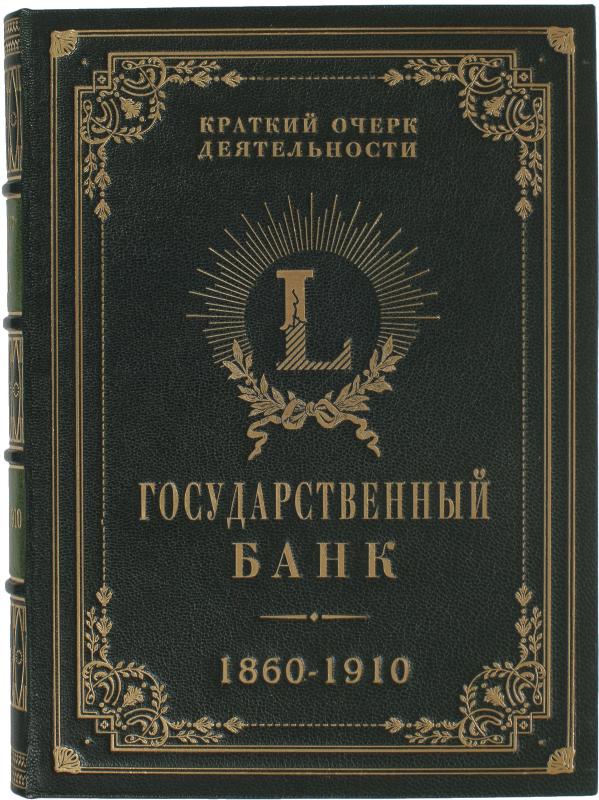 КРАТКИЙ ОЧЕРК
ДЕЯТЕЛЬНОСТИ
L
ГОСУДАРСТВЕННЫЙ
БАНК
1860-1910